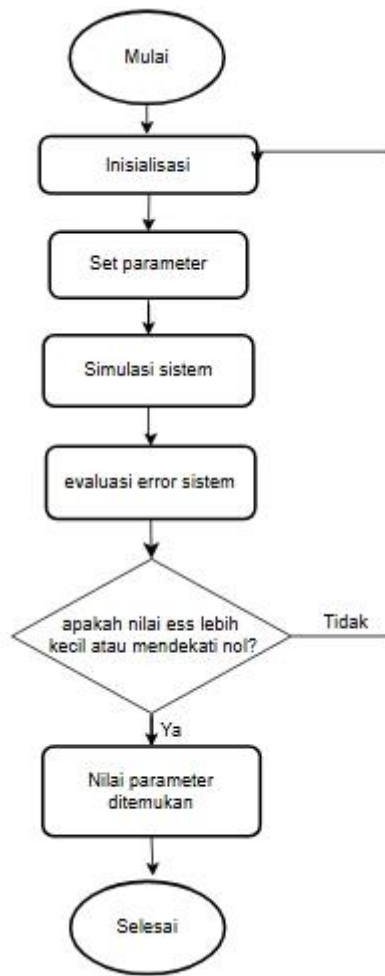 Mulai
Inisialisasi
Set parameter
Simulasi sistem
evaluasi error sistem
apakah nilai ess lebih
kecil atau mendekati nol?
Tidak
Ya
Nilai parameter
ditemukan
Selesai